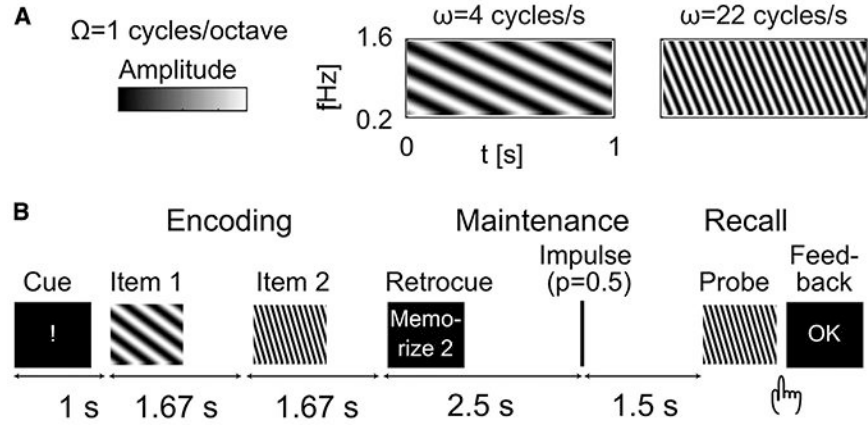 A
Ω=1 cycles/octave
Amplitude
ω=4 cycles/s
ω=22 cycles/s
1.6
f[Hz]
0.2
0
1
t [s]
B
Encoding
Maintenance
Recall
Cue
Item 1
Item 2
Retrocue
Impulse
(p=0.5)
Probe
Feed-
back
!
Memo-
rize 2
OK
1 s
1.67 s
1.67 s
2.5 s
1.5 s